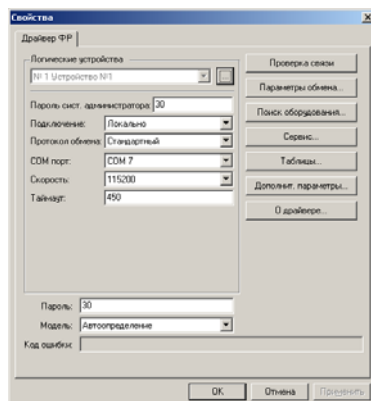 Свойства
Драйвер ФР
Логические устройства
№ 1 Устройство №1
...
Пароль сист. администратора: 30
Подключение: Локально
Протокол обмена: Стандартный
COM порт: COM 7
Скорость: 115200
Таймаут: 450
Пароль: 30
Модель: Автоопределение
Код ошибки:
Проверка связи
Параметры обмена...
Поиск оборудования...
Сервис...
Таблицы...
Дополнит. параметры...
О драйвере...
OK
Отмена
Применить